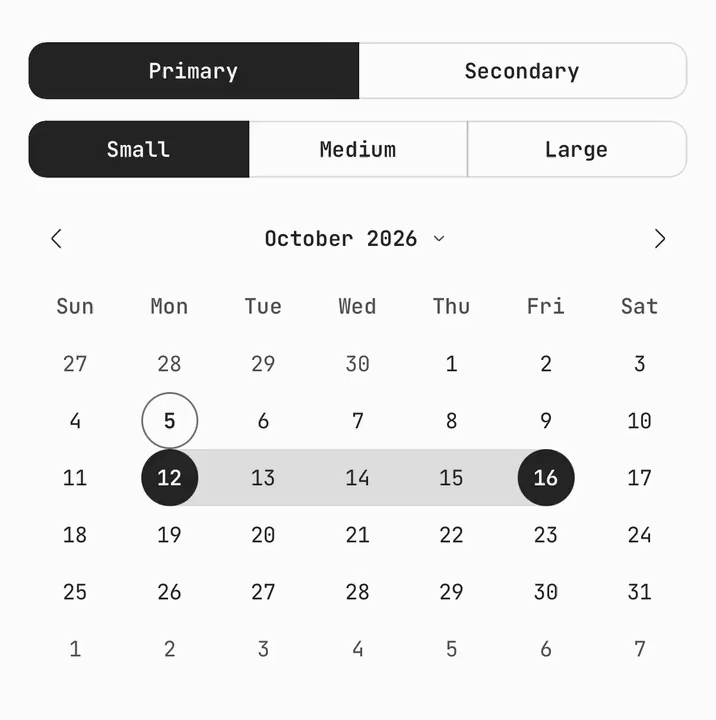 Primary Secondary
Small Medium Large
October 2026
Sun Mon Tue Wed Thu Fri Sat
27 28 29 30 1 2 3
4 5 6 7 8 9 10
11 12 13 14 15 16 17
18 19 20 21 22 23 24
25 26 27 28 29 30 31
1 2 3 4 5 6 7